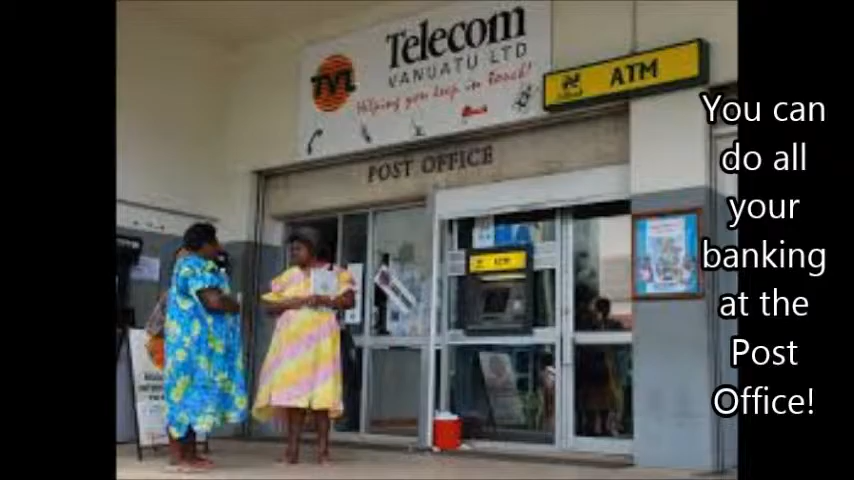 Telecom
VANUATU LTD
TVL
Helping you keep in touch!
ATM
POST OFFICE
ATM
You can
do all
your
banking
at the
Post
Office!